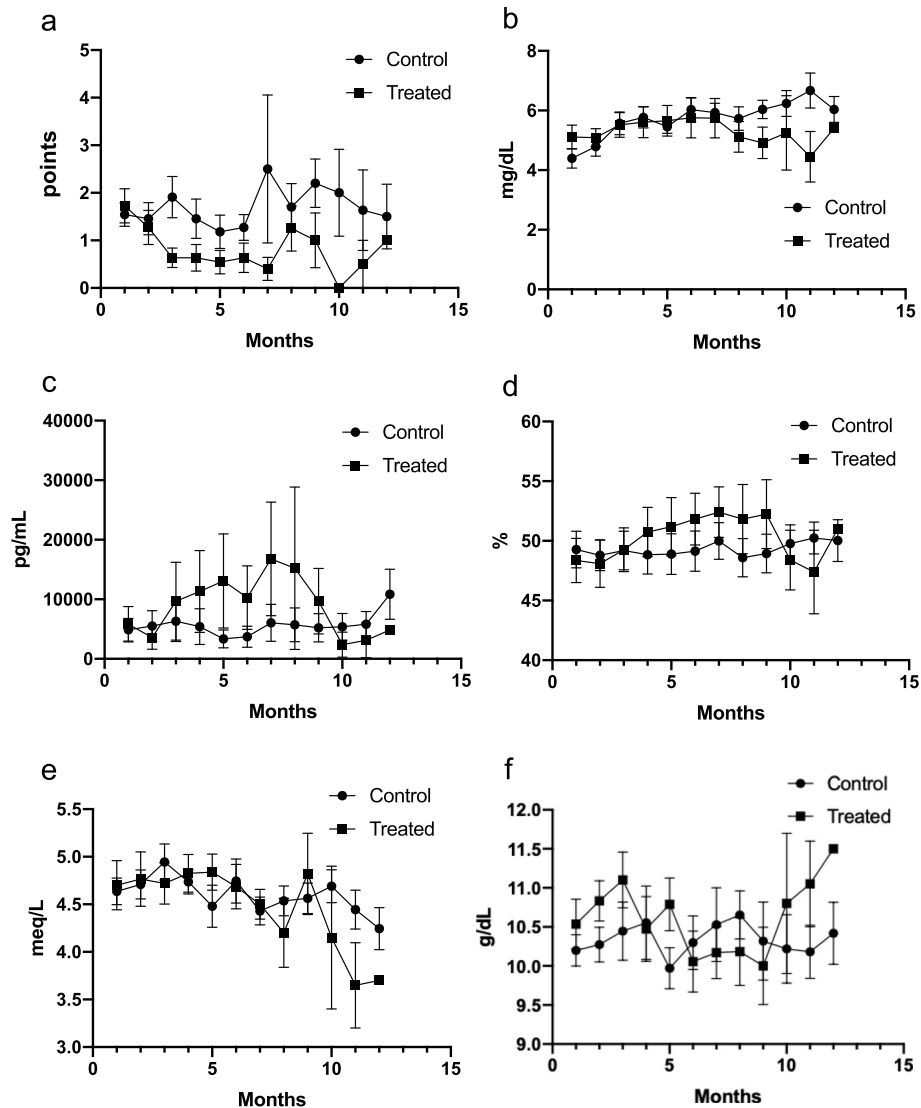 a
points
5
4
3
2
1
0
0
5
10
15
Months
Control
Treated
b
mg/dL
8
6
4
2
0
0
5
10
15
Months
Control
Treated
c
pg/mL
40000
30000
20000
10000
0
0
5
10
15
Months
Control
Treated
d
%
60
55
50
45
40
0
5
10
15
Months
Control
Treated
e
meq/L
5.5
5.0
4.5
4.0
3.5
3.0
0
5
10
15
Months
Control
Treated
f
g/dL
12.0
11.5
11.0
10.5
10.0
9.5
9.0
0
5
10
15
Months
Control
Treated